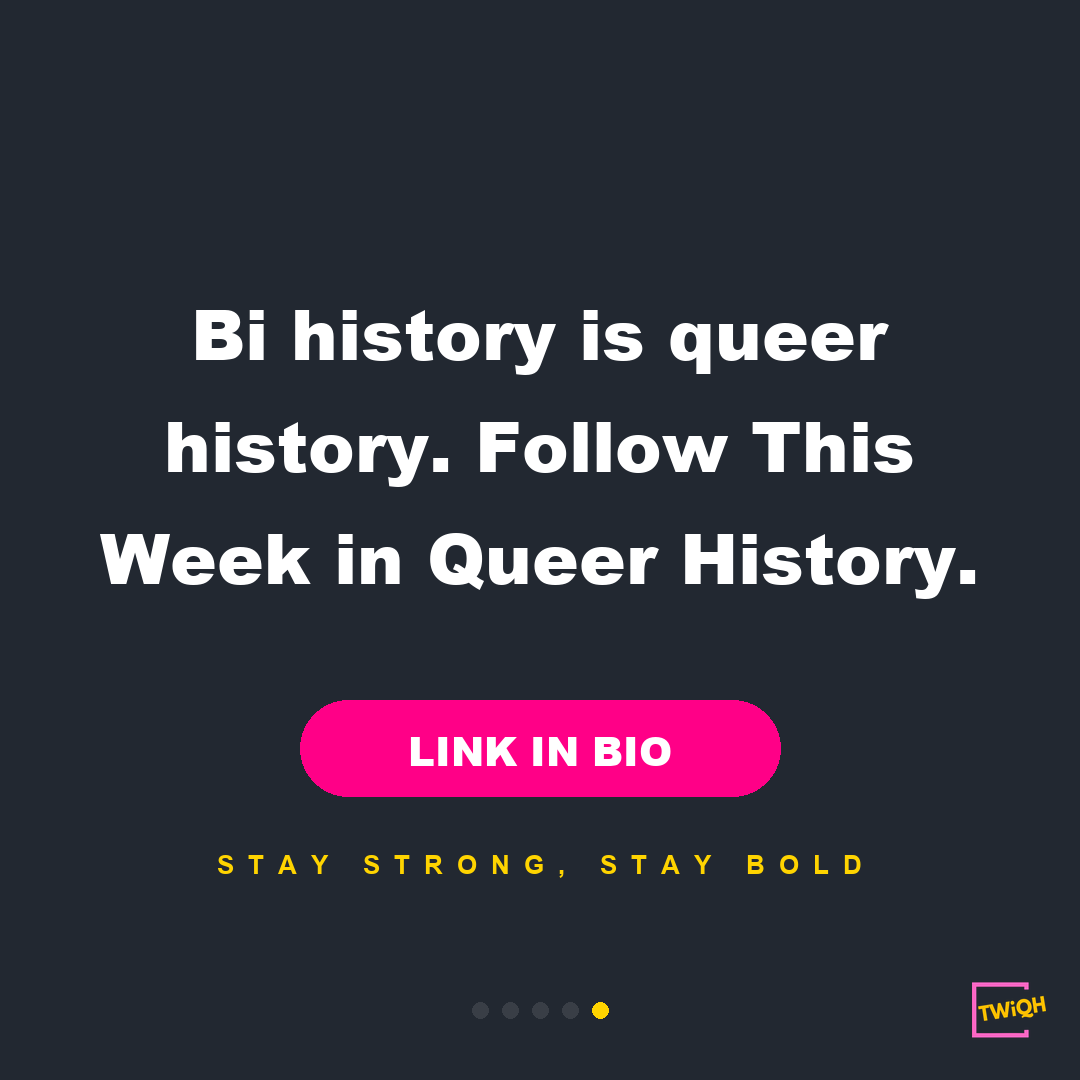 Bi history is queer
history. Follow This
Week in Queer History.
LINK IN BIO
STAY STRONG, STAY BOLD
TWiQH